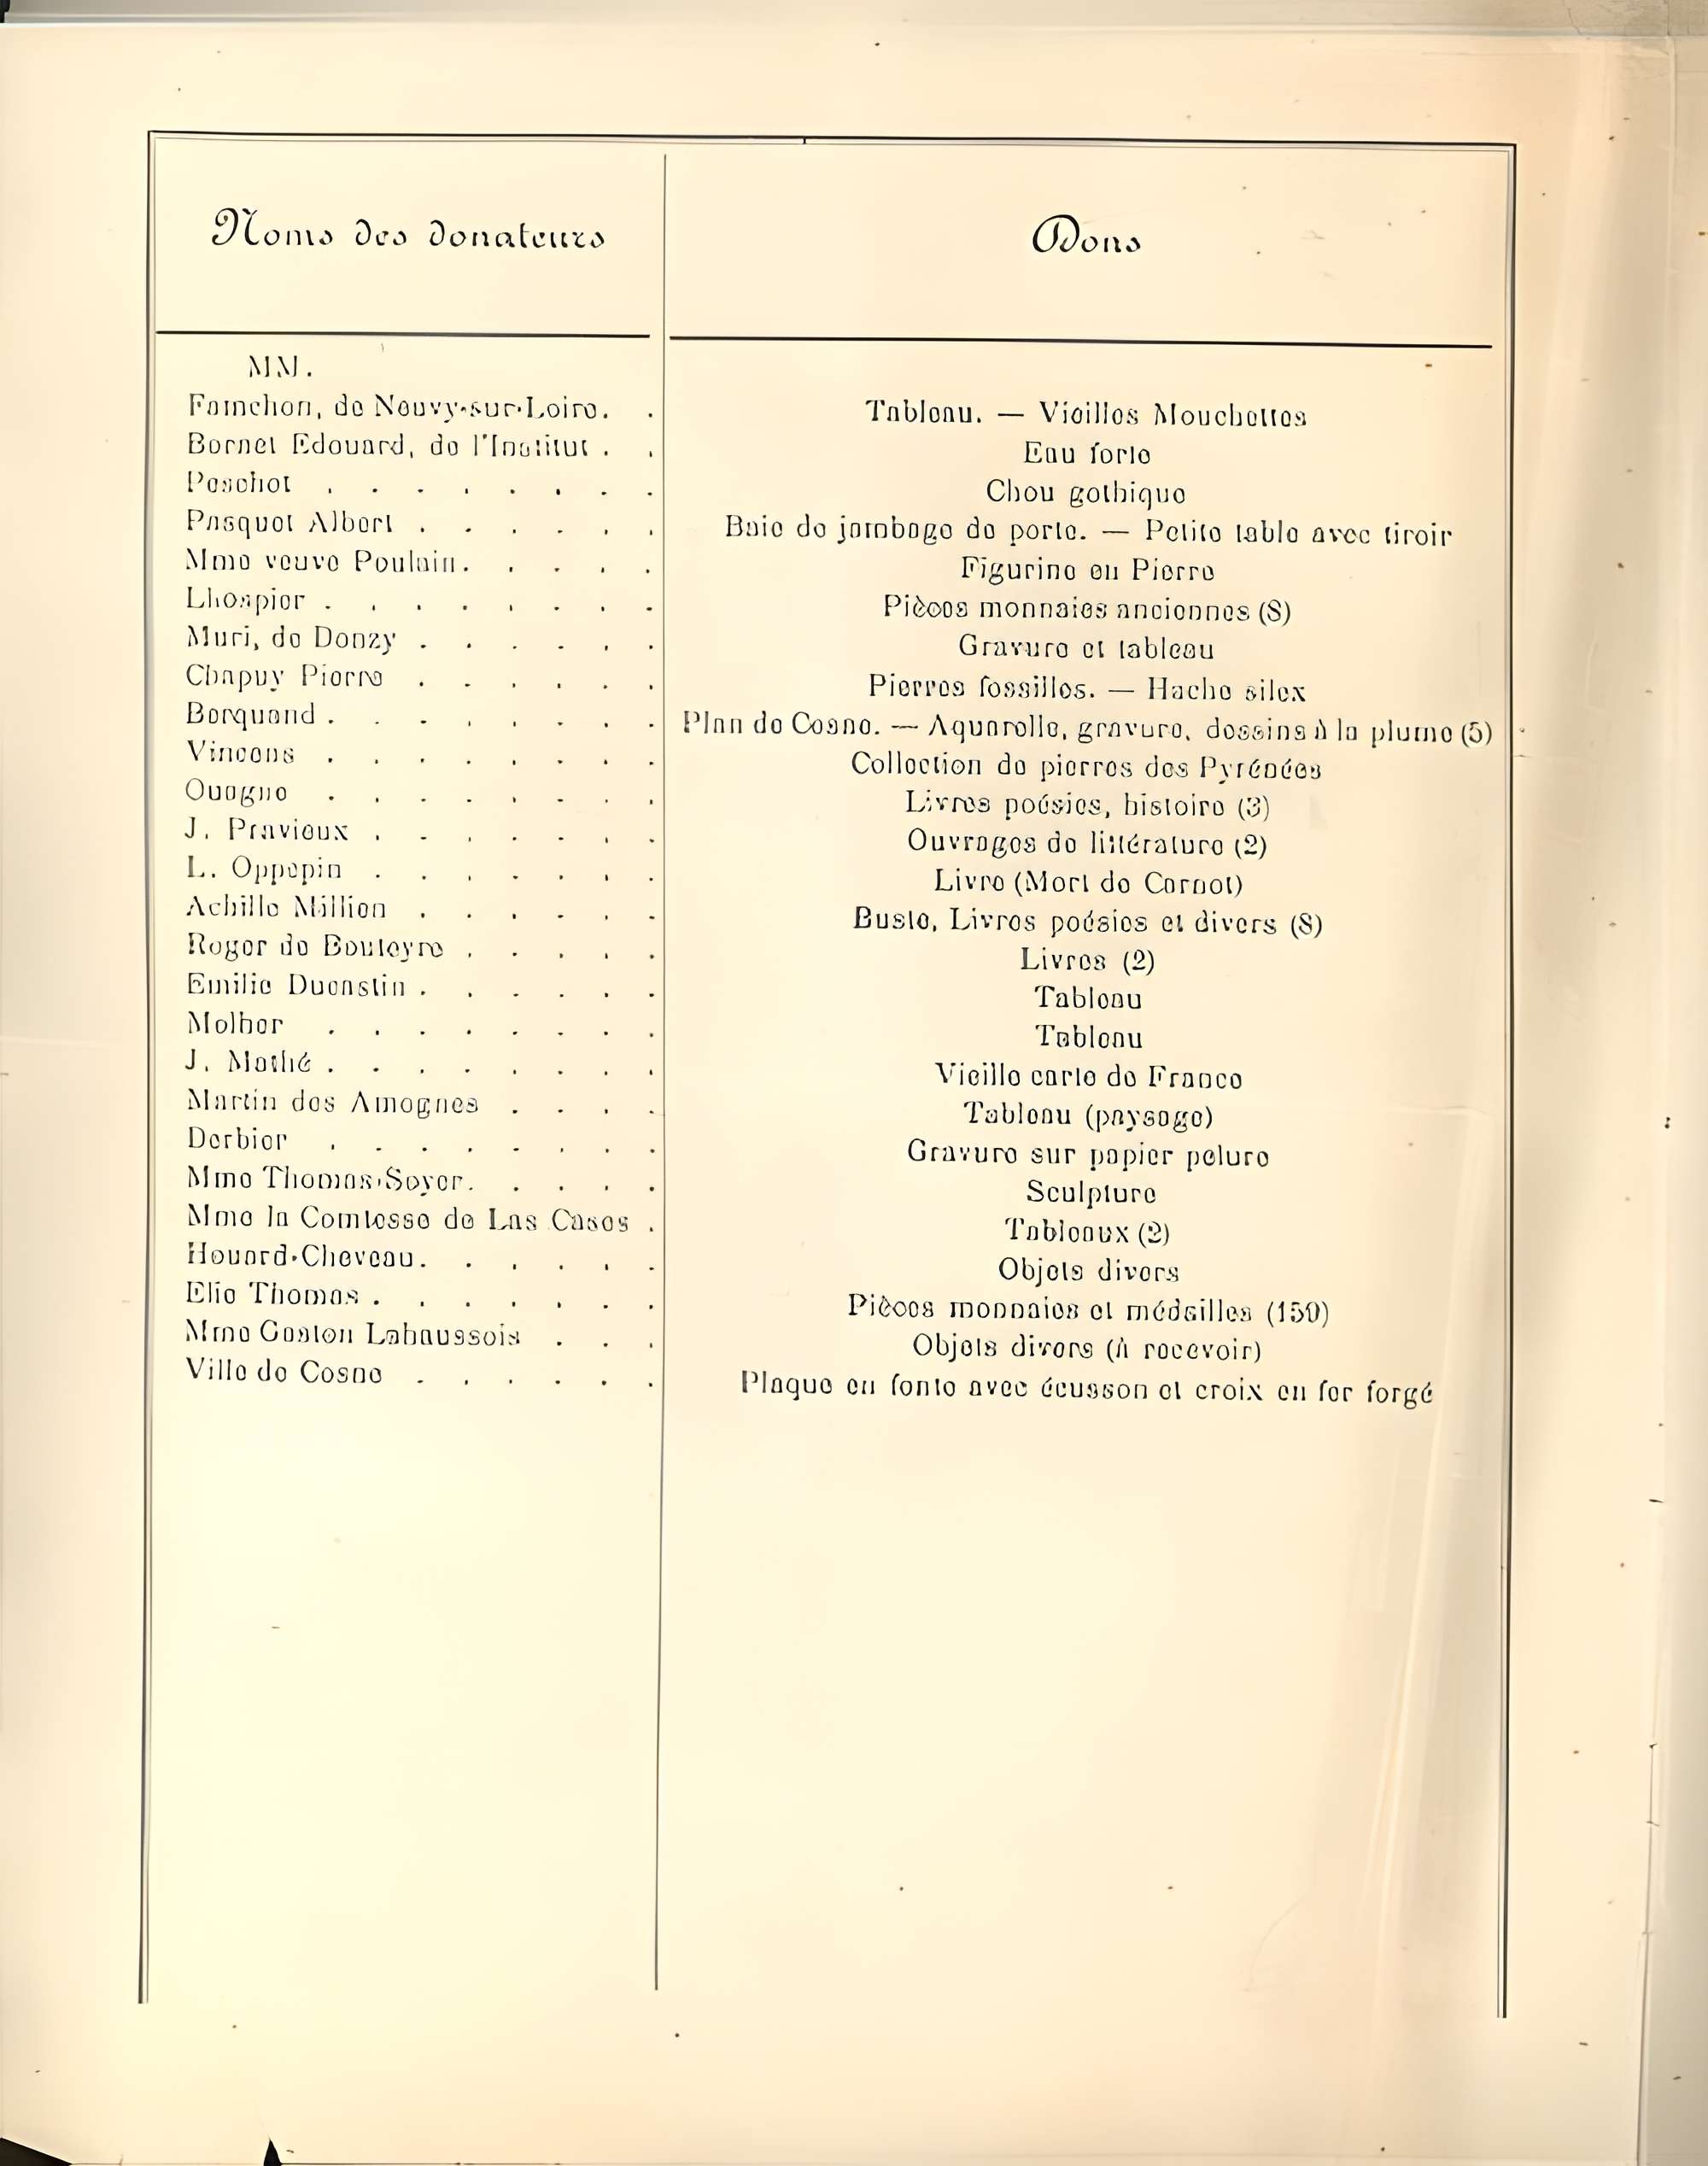 Noms des donateurs
Dons
MM.
Famchon, de Neuvy-sur-Loire. . Tableau. — Vieilles Mouchettes
Bornet Edouard, de l'Institut . . Eau forte
Paschot . . . . . . . . Chou gothique
Pasquet Albert . . . . . . Baie de jambage de porte. — Petite table avec tiroir
Mme veuve Poulain. . . . . Figurine en Pierre
Lhospier . . . . . . . . Pièces monnaies anciennes (8)
Muri, de Donzy . . . . . . Gravure et tableau
Chapuy Pierre . . . . . . Pierres fossilles. — Hache silex
Berquand . . . . . . . . Plan de Cosne. — Aquarelle, gravure, dessins à la plume (5)
Vincens . . . . . . . . Collection de pierres des Pyrénées
Ouagne . . . . . . . . Livres poésies, histoire (3)
J. Pravieux . . . . . . . Ouvrages de littérature (2)
L. Oppepin . . . . . . . Livre (Mort de Carnot)
Achille Millien . . . . . . Buste, Livres poésies et divers (8)
Roger de Bouteyre . . . . . Livres (2)
Emilie . . . . . . Tableau
. . . . . . . . Tableau
J. Mathé . . . . . . . . Vieille carte de France
Martin des Amognes . . . . Tableau (paysage)
Derbier . . . . . . . . Gravure sur papier pelure
Mme Thomas-Soyer. . . . . Sculpture
Mme la Comtesse de Las Cases . Tableaux (2)
Houard-Cheveau. . . . . . Objets divers
Elie Thomas . . . . . . . Pièces monnaies et médailles (159)
Mme Gaston Lahaussois . . . Objets divers (à recevoir)
Ville de Cosne . . . . . . Plaque en fonte avec écusson et croix en fer forgé